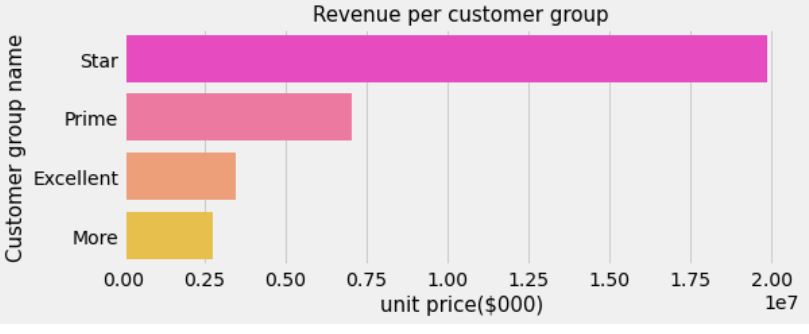 Revenue per customer group
Customer group name
Star
Prime
Excellent
More
0.00 0.25 0.50 0.75 1.00 1.25 1.50 1.75 2.00
1e7
unit price($000)